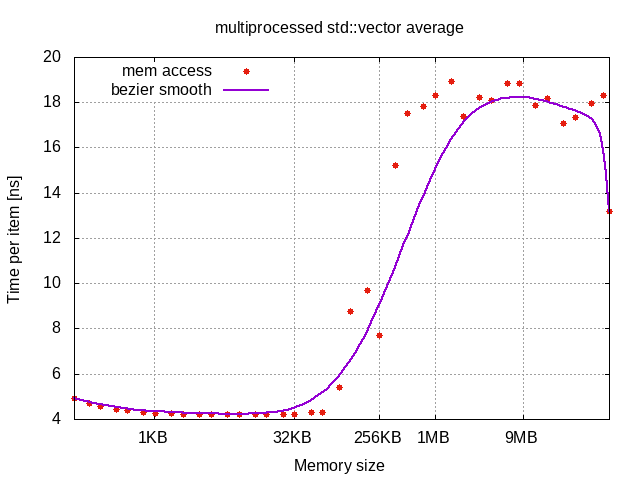 multiprocessed std::vector average
20
18
16
14
12
10
8
6
4
Time per item [ns]
mem access
bezier smooth
1KB 32KB 256KB 1MB 9MB
Memory size